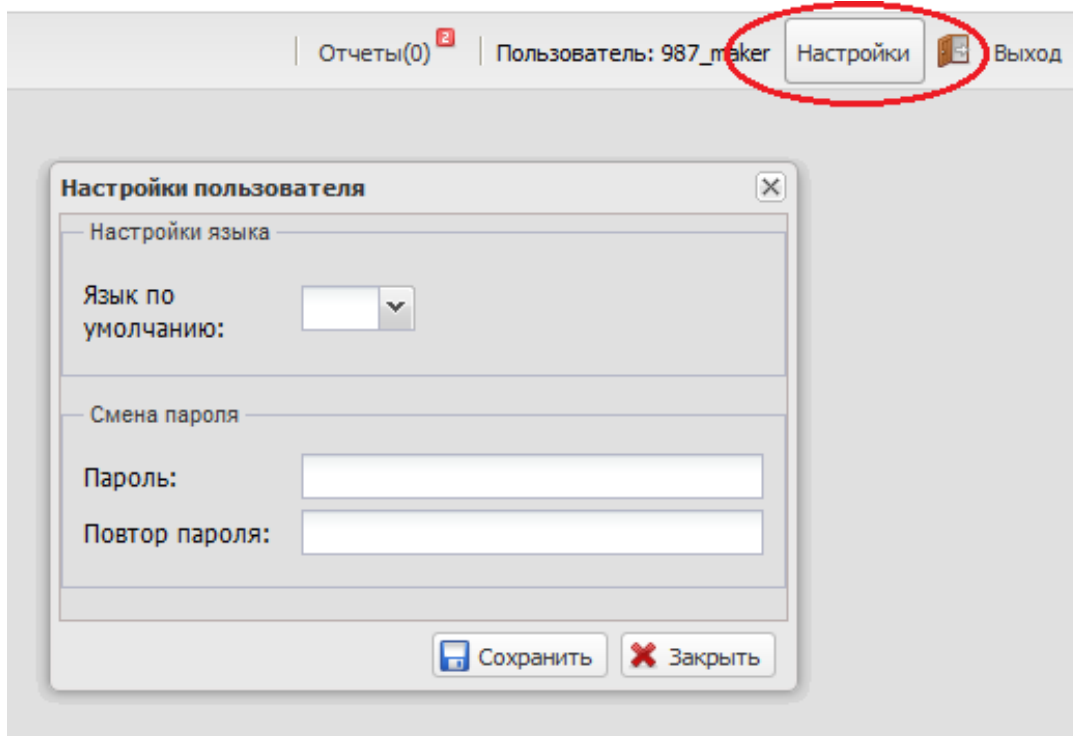 Отчеты(0) 2 Пользователь: 987_maker Настройки Выход
Настройки пользователя
Настройки языка
Язык по
умолчанию:
Смена пароля
Пароль:
Повтор пароля:
Сохранить Закрыть